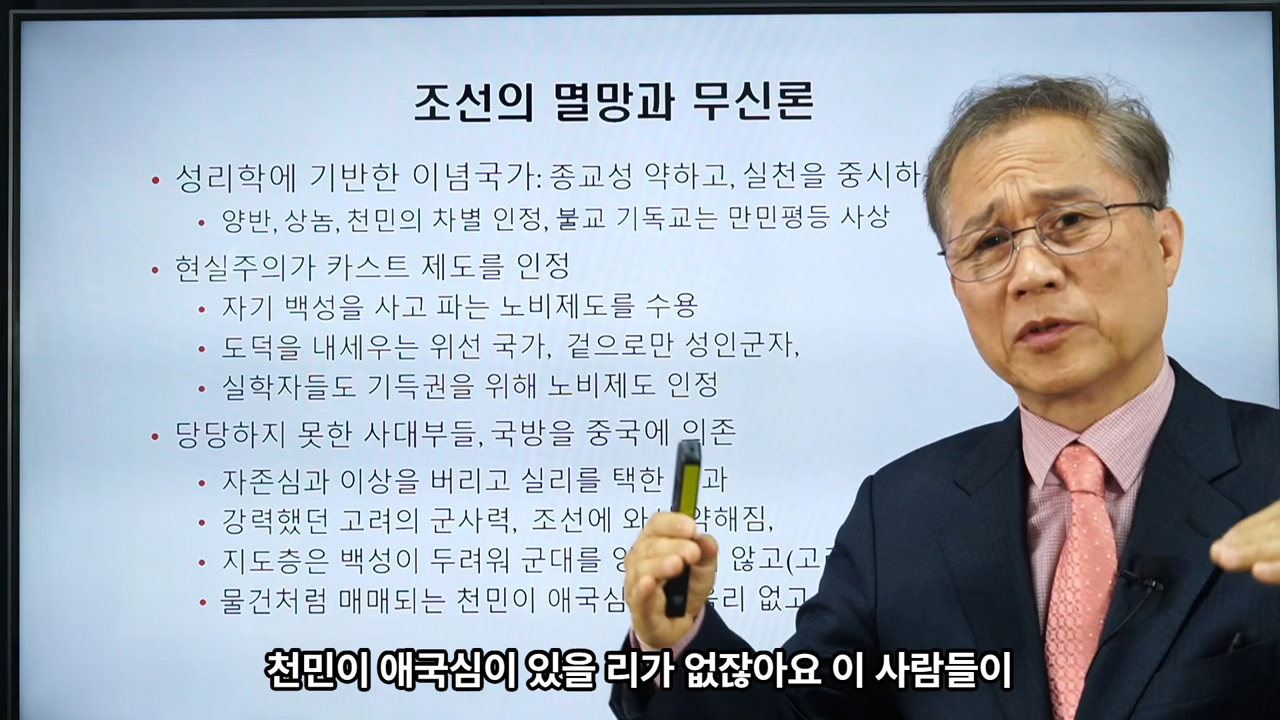 조선의 멸망과 무신론
• 성리학에 기반한 이념국가: 종교성 약하고, 실천을 중시하
• 양반, 상놈, 천민의 차별 인정, 불교 기독교는 만민평등 사상
• 현실주의가 카스트 제도를 인정
• 자기 백성을 사고 파는 노비제도를 수용
• 도덕을 내세우는 위선 국가, 겉으로만 성인군자,
• 실학자들도 기득권을 위해 노비제도 인정
• 당당하지 못한 사대부들, 국방을 중국에 의존
• 자존심과 이상을 버리고 실리를 택한
• 강력했던 고려의 군사력, 조선에 약해짐,
• 지도층은 백성이 두려워 군대를 않고(고
• 물건처럼 매매되는 천민이 애국심 리 없고
천민이 애국심이 있을 리가 없잖아요 이 사람들이